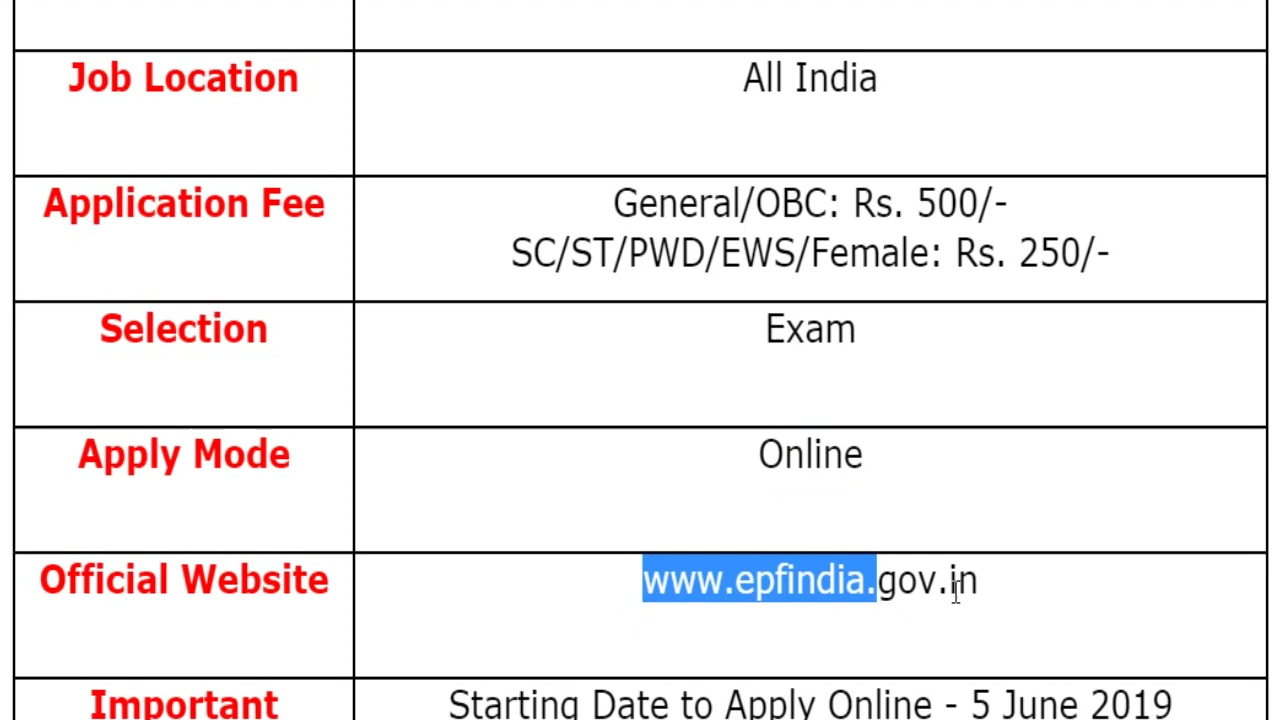 Job Location All India
Application Fee General/OBC: Rs. 500/-
SC/ST/PWD/EWS/Female: Rs. 250/-
Selection Exam
Apply Mode Online
Official Website www.epfindia.gov.in
Important Starting Date to Apply Online - 5 June 2019